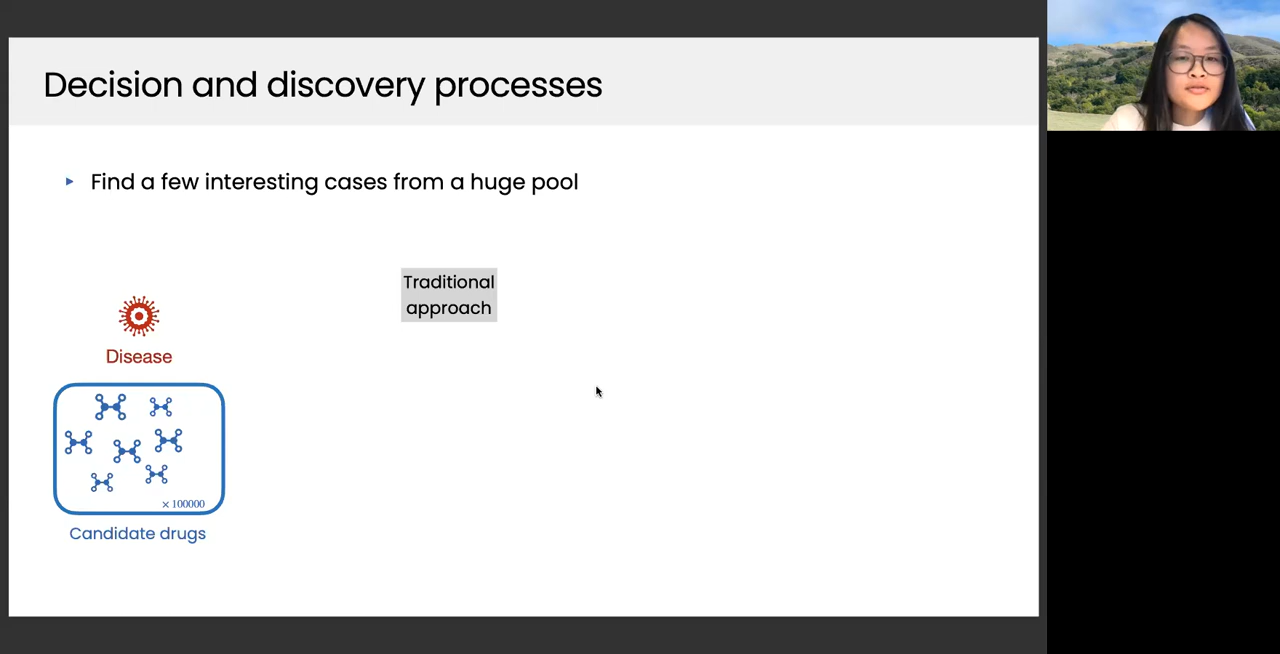 Decision and discovery processes
Find a few interesting cases from a huge pool
Traditional
approach
Disease
× 100000
Candidate drugs